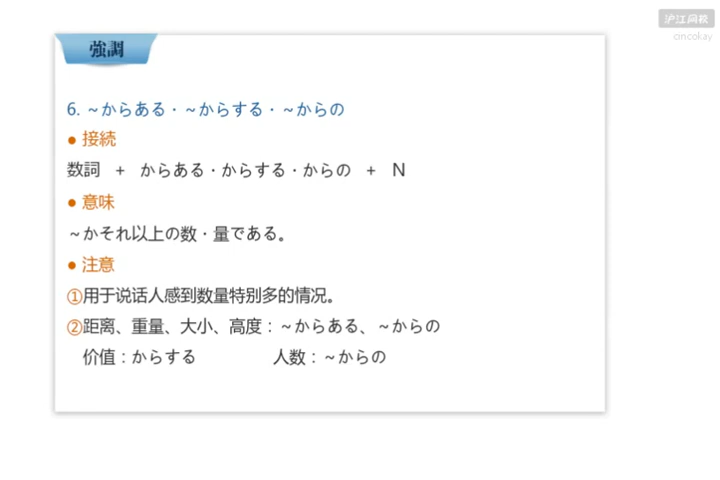 沪江网校
cincokay
強調
6. ~からある・~からする・~からの
● 接続
数詞 + からある・からする・からの + N
● 意味
~かそれ以上の数・量である。
● 注意
①用于说话人感到数量特别多的情况。
②距离、重量、大小、高度：~からある、~からの
价值：からする 人数：~からの